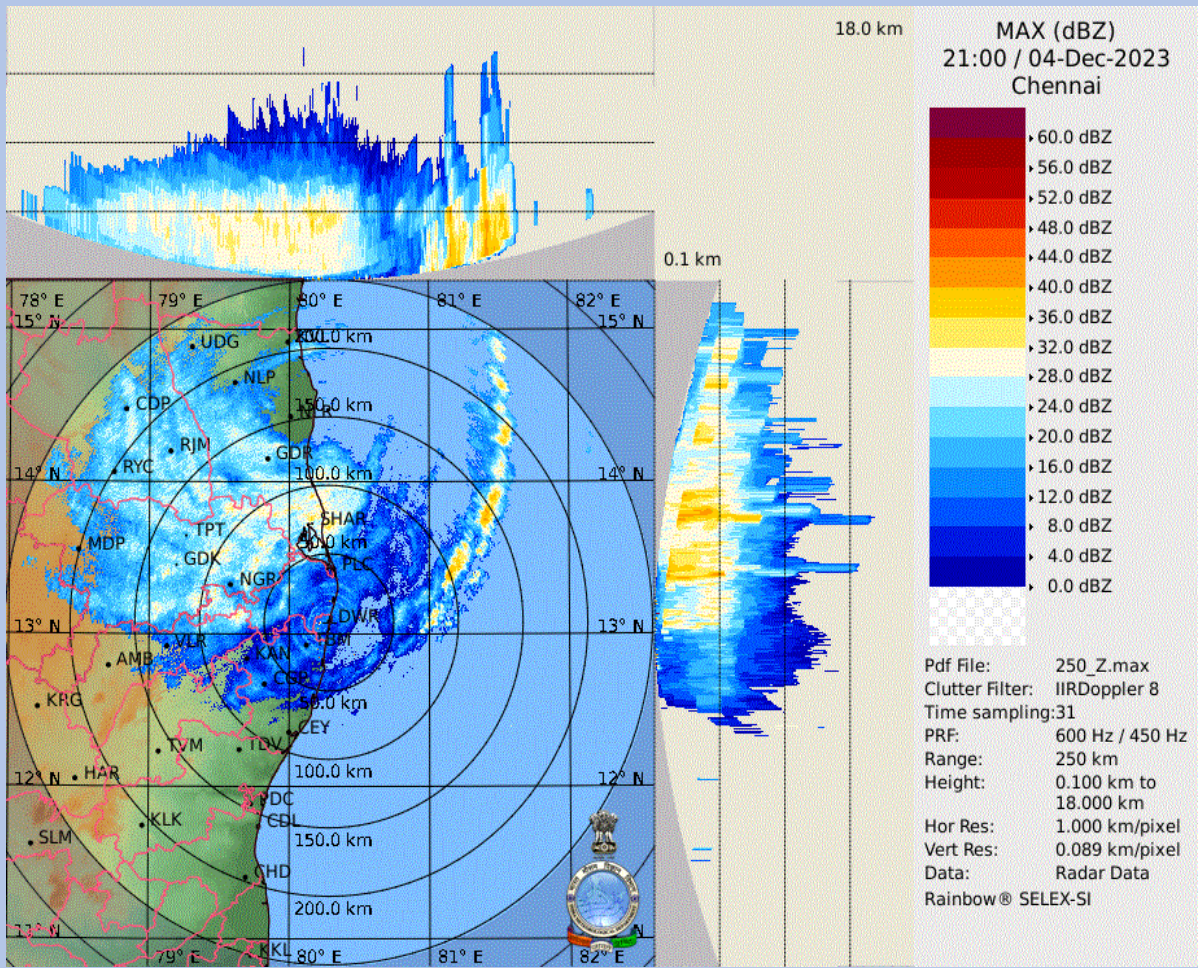 18.0 km
0.1 km
MAX (dBZ)
21:00 / 04-Dec-2023
Chennai
60.0 dBZ
56.0 dBZ
52.0 dBZ
48.0 dBZ
44.0 dBZ
40.0 dBZ
36.0 dBZ
32.0 dBZ
28.0 dBZ
24.0 dBZ
20.0 dBZ
16.0 dBZ
12.0 dBZ
8.0 dBZ
4.0 dBZ
0.0 dBZ
Pdf File: 250_Z.max
Clutter Filter: IIRDoppler 8
Time sampling:31
PRF: 600 Hz / 450 Hz
Range: 250 km
Height: 0.100 km to
18.000 km
Hor Res: 1.000 km/pixel
Vert Res: 0.089 km/pixel
Data: Radar Data
Rainbow® SELEX-SI
78° E 79° E 80° E 81° E 82° E
15° N 15° N
UDG
NLP
150.0 km
CDP
RJM
GDR
RYC
14° N 100.0 km 14° N
SHAR
TPT
MDP
GDK
PLC
NGR
DWR
13° N 13° N
VLR
KAN
AMB
KRG
50.0 km
CEY
TVM TDV
100.0 km
HAR
12° N 12° N
CDL
KLK
SLM
150.0 km
CHD
200.0 km
11° N 11° N
KKL
79° E 80° E 81° E 82° E